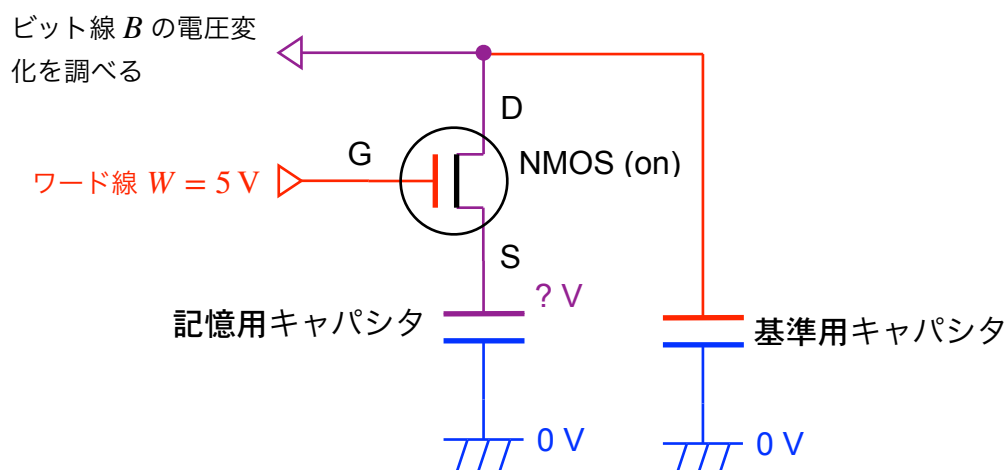 ビット線 B の電圧変
化を調べる
D
G
NMOS (on)
ワード線 W = 5 V
S
? V
記憶用キャパシタ
基準用キャパシタ
0 V
0 V